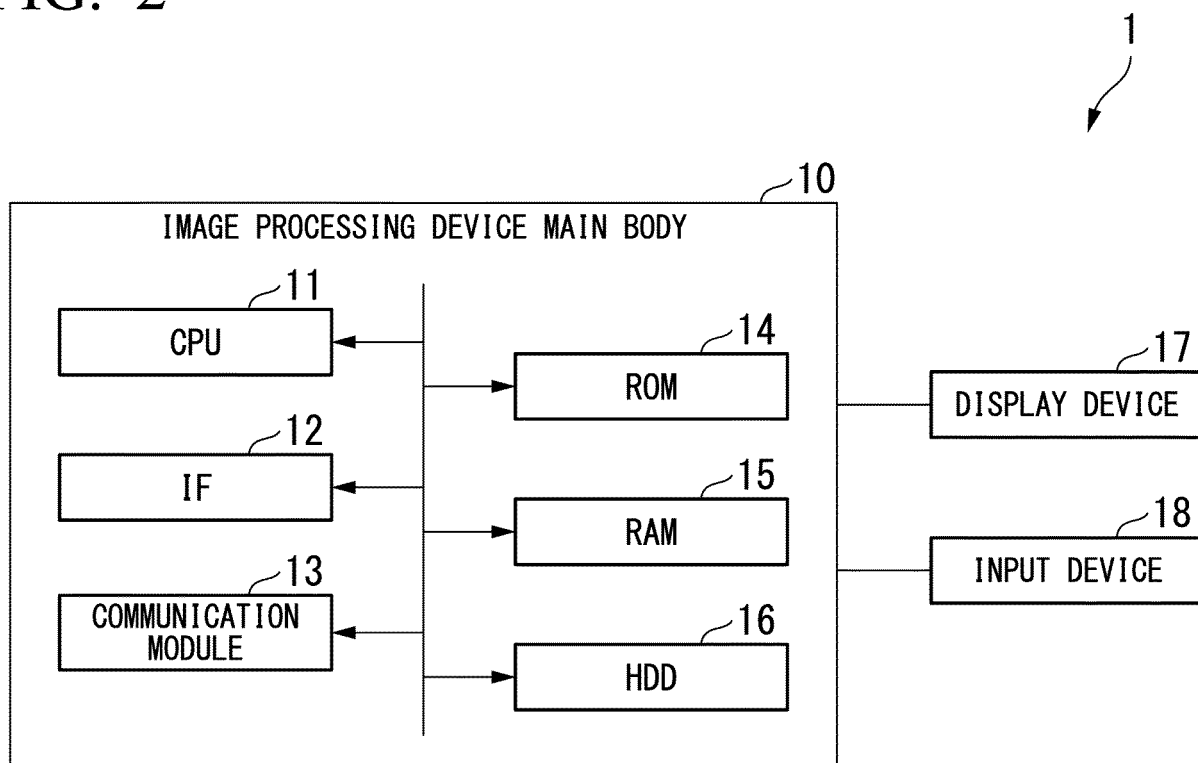 FIG. 2
1
10
IMAGE PROCESSING DEVICE MAIN BODY
11
CPU
14
ROM
17
DISPLAY DEVICE
12
IF
15
RAM
18
INPUT DEVICE
13
COMMUNICATION
MODULE
16
HDD